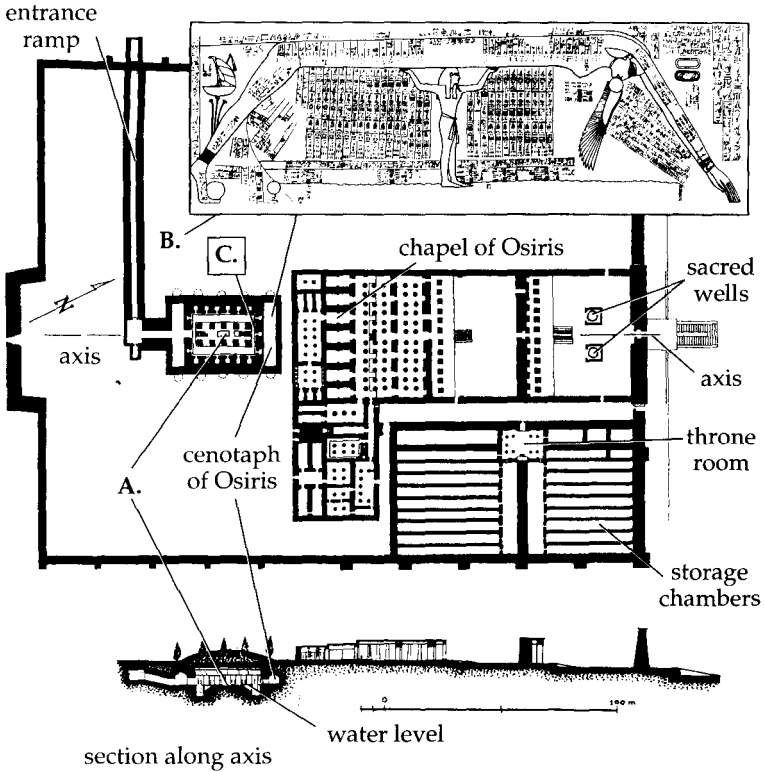 entrance
ramp
B.
C.
chapel of Osiris
sacred
wells
N
axis
axis
cenotaph
of Osiris
A.
throne
room
storage
chambers
0
100 m
water level
section along axis